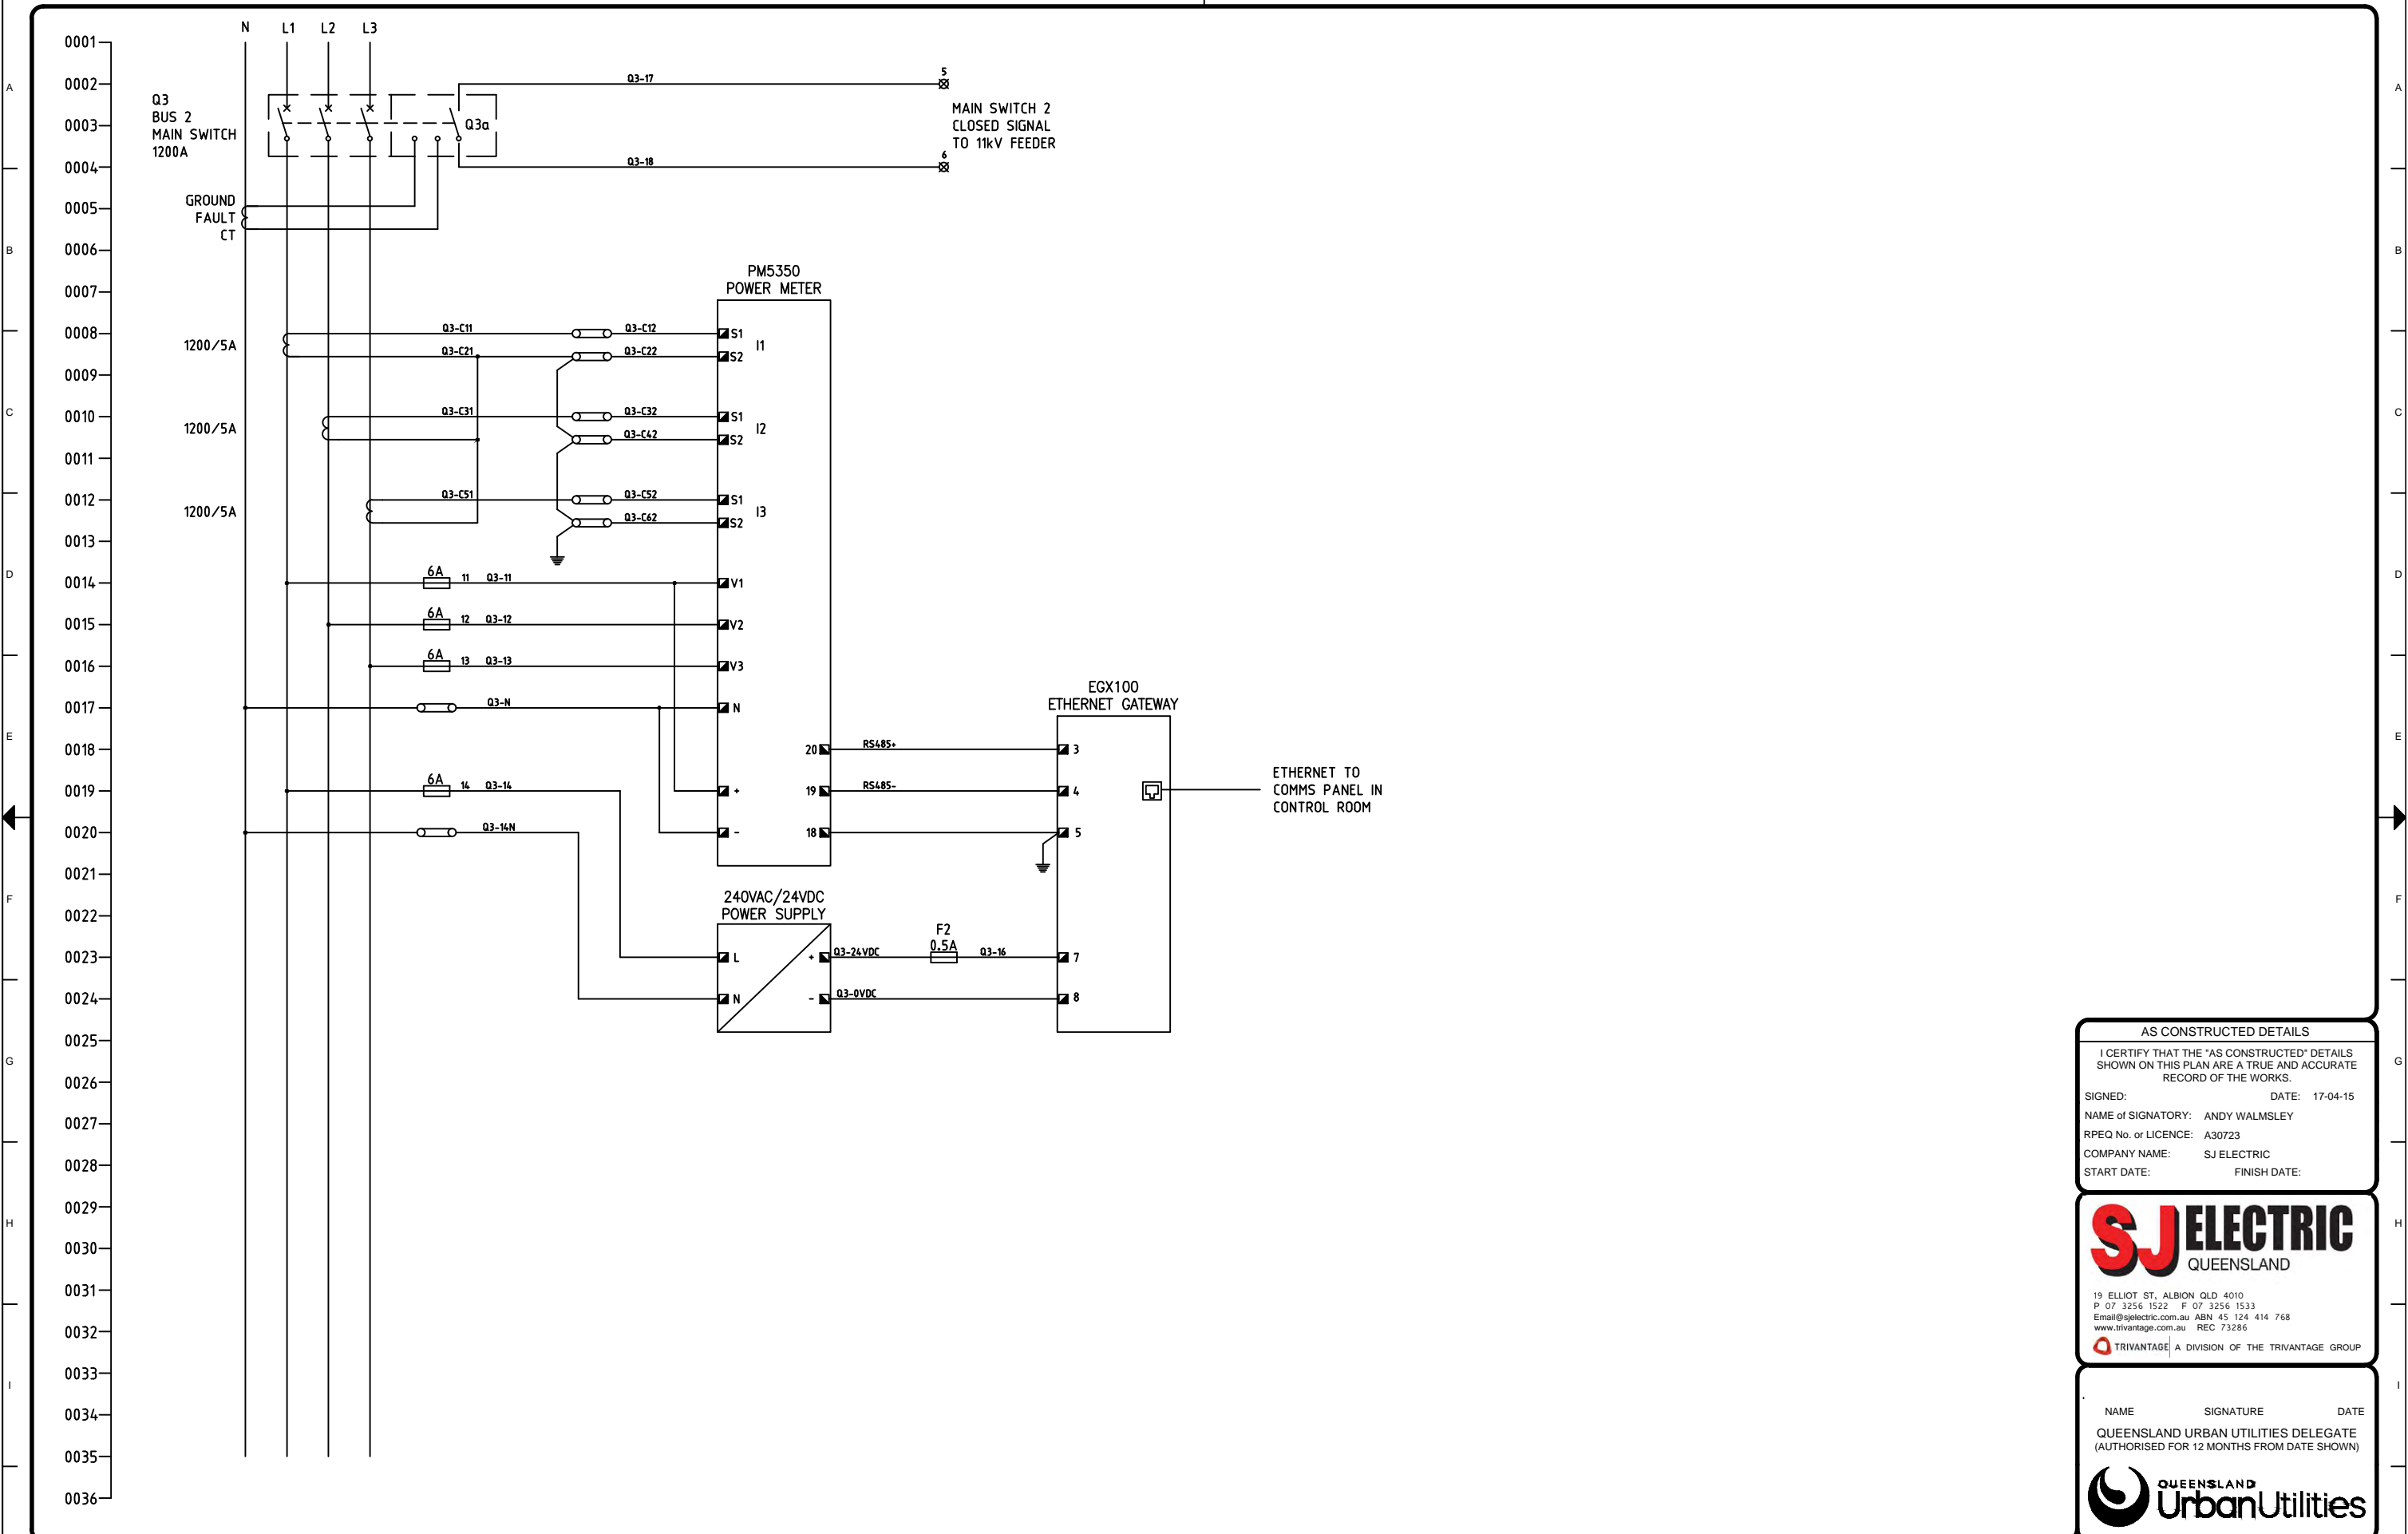 N L1 L2 L3
0001
0002
0003
0004
0005
0006
0007
0008
0009
0010
0011
0012
0013
0014
0015
0016
0017
0018
0019
0020
0021
0022
0023
0024
0025
0026
0027
0028
0029
0030
0031
0032
0033
0034
0035
0036
A
B
C
D
E
F
G
H
I
Q3
BUS 2
MAIN SWITCH
1200A
Q3a
Q3-17
5
MAIN SWITCH 2
CLOSED SIGNAL
TO 11kV FEEDER
Q3-18
6
GROUND
FAULT
CT
PM5350
POWER METER
1200/5A
Q3-C11
Q3-C12
S1
I1
Q3-C21
Q3-C22
S2
1200/5A
Q3-C31
Q3-C32
S1
I2
Q3-C42
S2
1200/5A
Q3-C51
Q3-C52
S1
I3
Q3-C62
S2
6A
11 Q3-11
V1
6A
12 Q3-12
V2
6A
13 Q3-13
V3
Q3-N
N
EGX100
ETHERNET GATEWAY
20
RS485+
3
6A
14 Q3-14
+
19
RS485-
4
ETHERNET TO
COMMS PANEL IN
CONTROL ROOM
Q3-14N
-
18
5
240VAC/24VDC
POWER SUPPLY
F2
0.5A
L
+
Q3-24VDC
Q3-16
7
N
-
Q3-0VDC
8
A
B
C
D
E
F
G
H
I
AS CONSTRUCTED DETAILS
I CERTIFY THAT THE "AS CONSTRUCTED" DETAILS
SHOWN ON THIS PLAN ARE A TRUE AND ACCURATE
RECORD OF THE WORKS.
SIGNED: DATE: 17-04-15
NAME of SIGNATORY: ANDY WALMSLEY
RPEQ No. or LICENCE: A30723
COMPANY NAME: SJ ELECTRIC
START DATE: FINISH DATE:
SJ ELECTRIC
QUEENSLAND
19 ELLIOT ST, ALBION QLD 4010
P 07 3256 1522 F 07 3256 1533
Email@sjelectric.com.au ABN 45 124 414 768
www.trivantage.com.au REC 73286
TRIVANTAGE A DIVISION OF THE TRIVANTAGE GROUP
NAME SIGNATURE DATE
QUEENSLAND URBAN UTILITIES DELEGATE
(AUTHORISED FOR 12 MONTHS FROM DATE SHOWN)
QUEENSLAND
UrbanUtilities